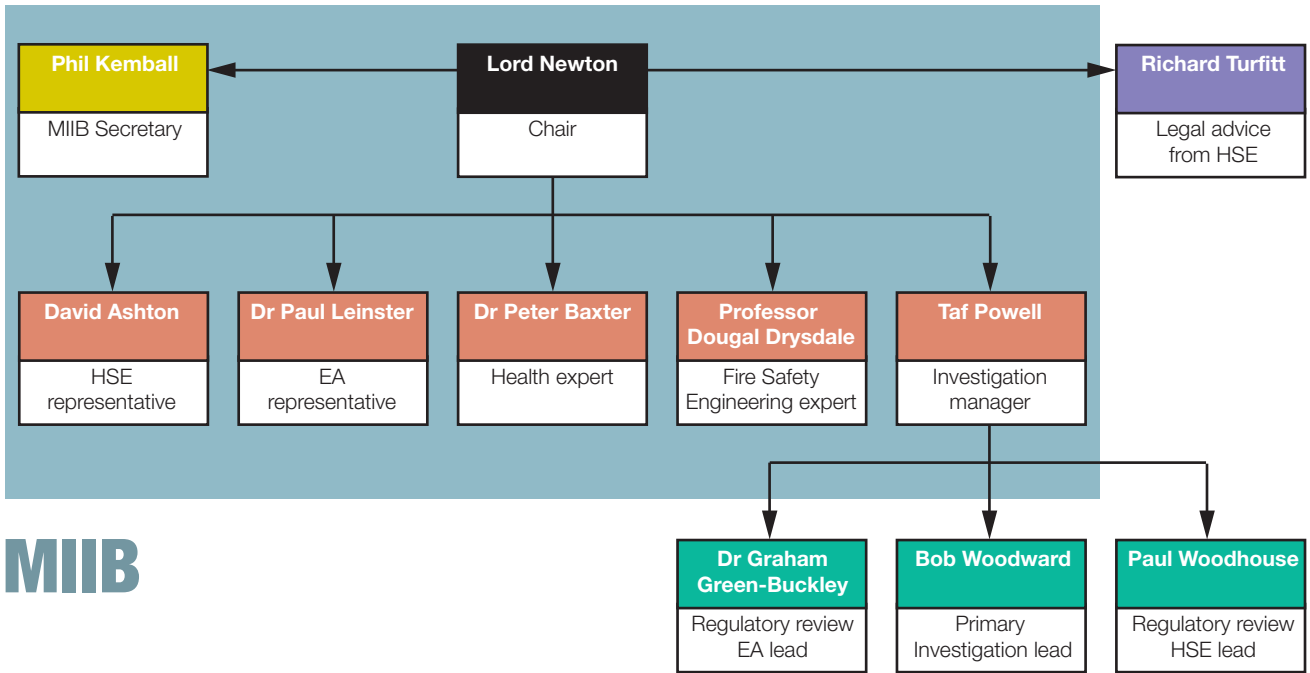 Phil Kemball
MIIB Secretary
Lord Newton
Chair
Richard Turfitt
Legal advice
from HSE
David Ashton
HSE
representative
Dr Paul Leinster
EA
representative
Dr Peter Baxter
Health expert
Professor
Dougal Drysdale
Fire Safety
Engineering expert
Taf Powell
Investigation
manager
MIIB
Dr Graham
Green-Buckley
Regulatory review
EA lead
Bob Woodward
Primary
Investigation lead
Paul Woodhouse
Regulatory review
HSE lead